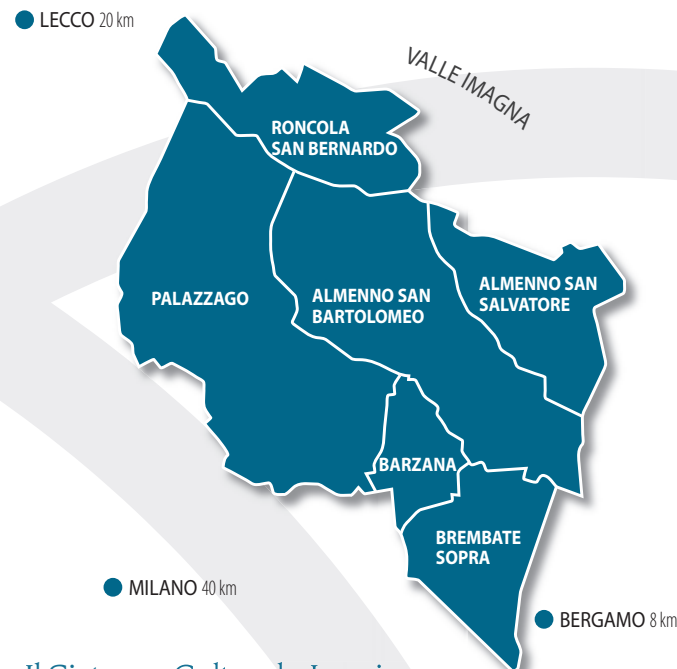 LECCO 20 km
VALLE IMAGNA
RONCOLA
SAN BERNARDO
PALAZZAGO
ALMENNO SAN
BARTOLOMEO
ALMENNO SAN
SALVATORE
BARZANA
BREMBATE
SOPRA
MILANO 40 km
BERGAMO 8 km